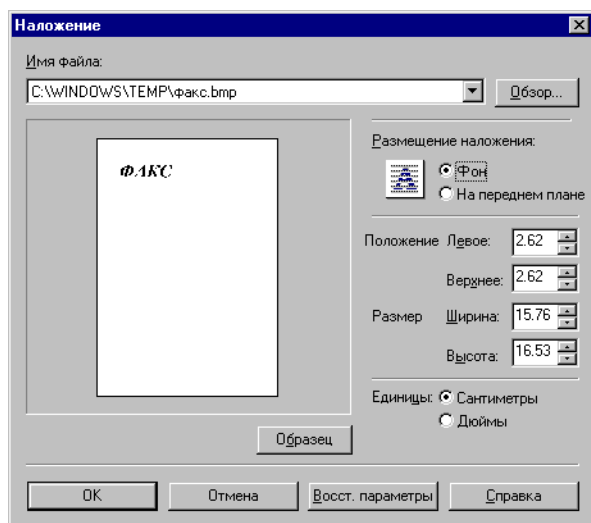 Наложение
Имя файла:
C:\WINDOWS\TEMP\факс.bmp
Обзор...
ФАКС
Размещение наложения:
Фон
На переднем плане
Положение Левое: 2.62
Верхнее: 2.62
Размер Ширина: 15.76
Высота: 16.53
Единицы: Сантиметры
Дюймы
Образец
OK Отмена Восст. параметры Справка